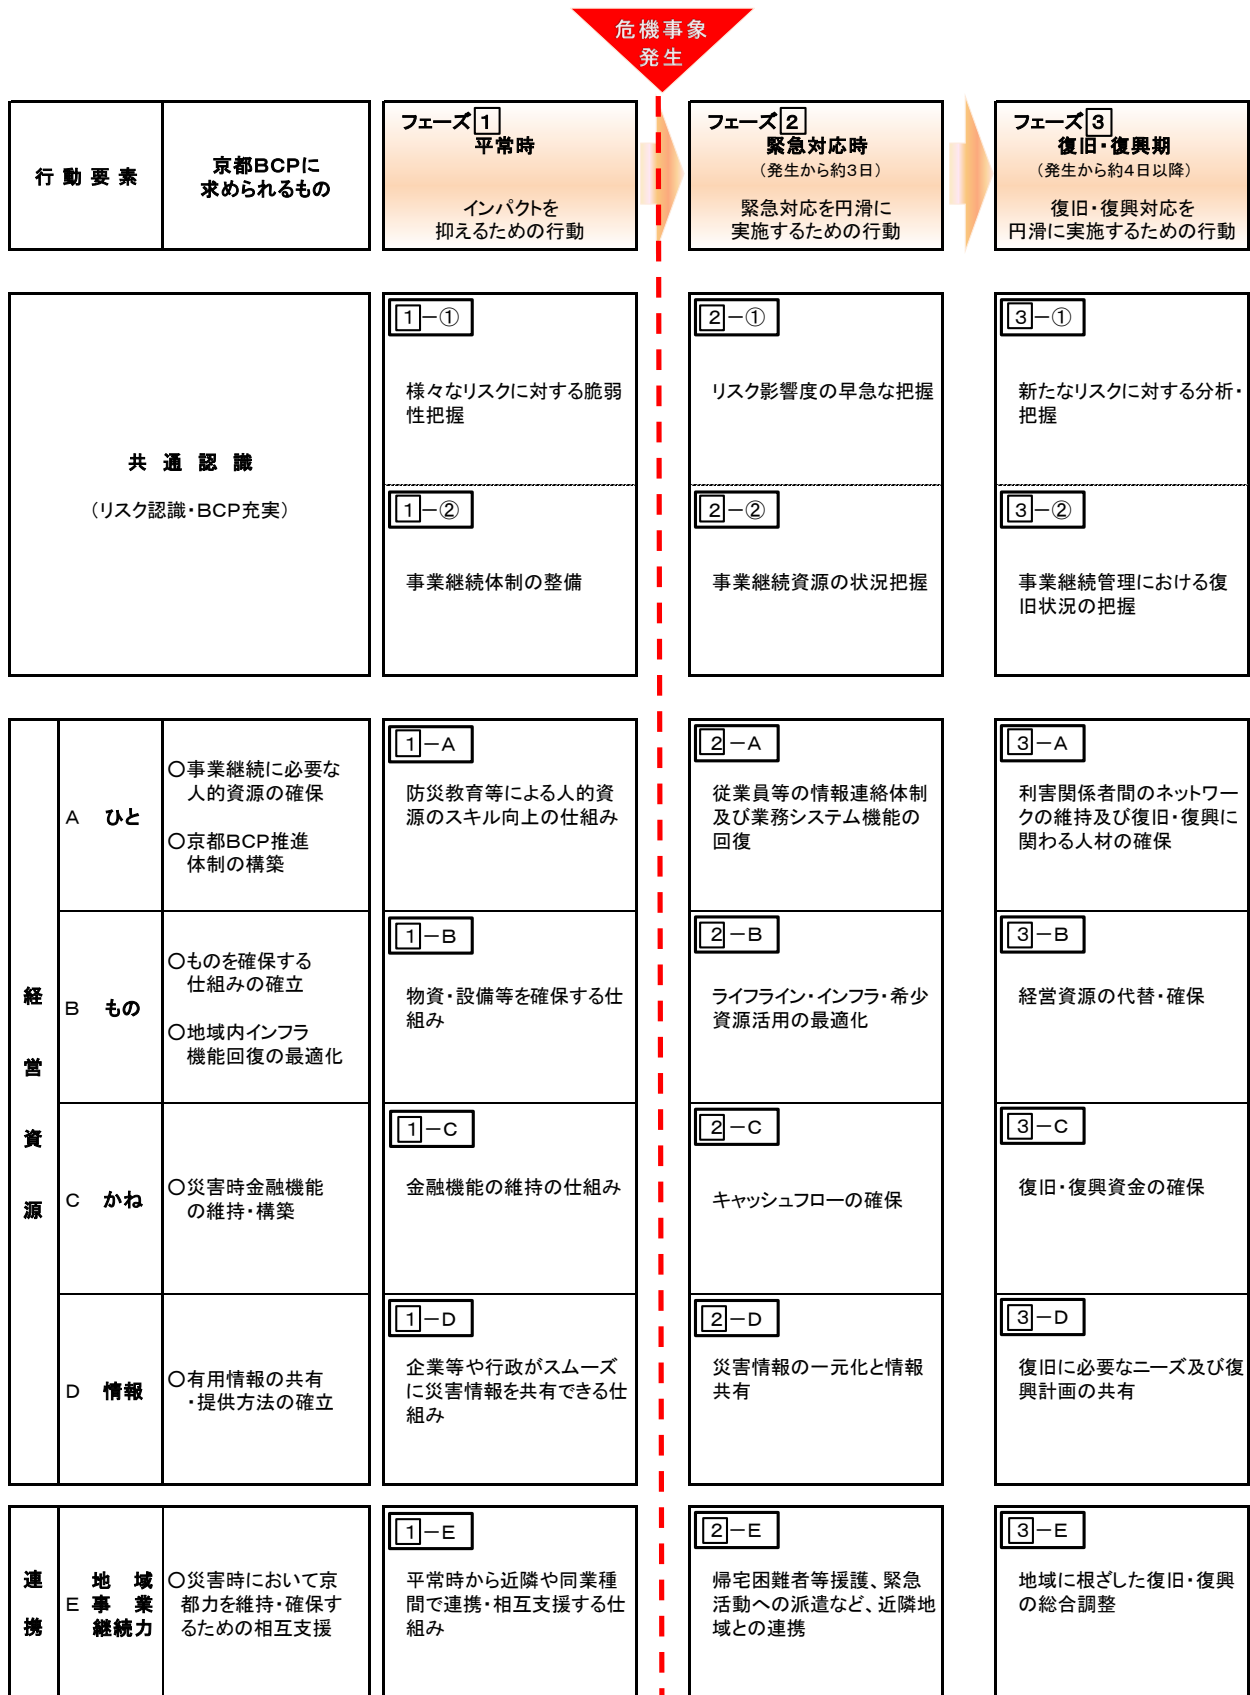 危機事象
発生
行 動 要 素
京都BCPに
求められるもの
フェーズ1
平常時
インパクトを
抑えるための行動
フェーズ2
緊急対応時
（発生から約3日）
緊急対応を円滑に
実施するための行動
フェーズ3
復旧・復興期
（発生から約4日以降）
復旧・復興対応を
円滑に実施するための行動
共 通 認 識
（リスク認識・BCP充実）
1－①
様々なリスクに対する脆弱
性把握
2－①
リスク影響度の早急な把握
3－①
新たなリスクに対する分析・
把握
1－②
事業継続体制の整備
2－②
事業継続資源の状況把握
3－②
事業継続管理における復
旧状況の把握
経
営
資
源
A ひと
○事業継続に必要な
人的資源の確保
○京都BCP推進
体制の構築
1－A
防災教育等による人的資
源のスキル向上の仕組み
2－A
従業員等の情報連絡体制
及び業務システム機能の
回復
3－A
利害関係者間のネットワー
クの維持及び復旧・復興に
関わる人材の確保
B もの
○ものを確保する
仕組みの確立
○地域内インフラ
機能回復の最適化
1－B
物資・設備等を確保する仕
組み
2－B
ライフライン・インフラ・希少
資源活用の最適化
3－B
経営資源の代替・確保
C かね
○災害時金融機能
の維持・構築
1－C
金融機能の維持の仕組み
2－C
キャッシュフローの確保
3－C
復旧・復興資金の確保
D 情報
○有用情報の共有
・提供方法の確立
1－D
企業等や行政がスムーズ
に災害情報を共有できる仕
組み
2－D
災害情報の一元化と情報
共有
3－D
復旧に必要なニーズ及び復
興計画の共有
連
携
地 域
E 事 業
継続力
○災害時において京
都力を維持・確保す
るための相互支援
1－E
平常時から近隣や同業種
間で連携・相互支援する仕
組み
2－E
帰宅困難者等援護、緊急
活動への派遣など、近隣地
域との連携
3－E
地域に根ざした復旧・復興
の総合調整